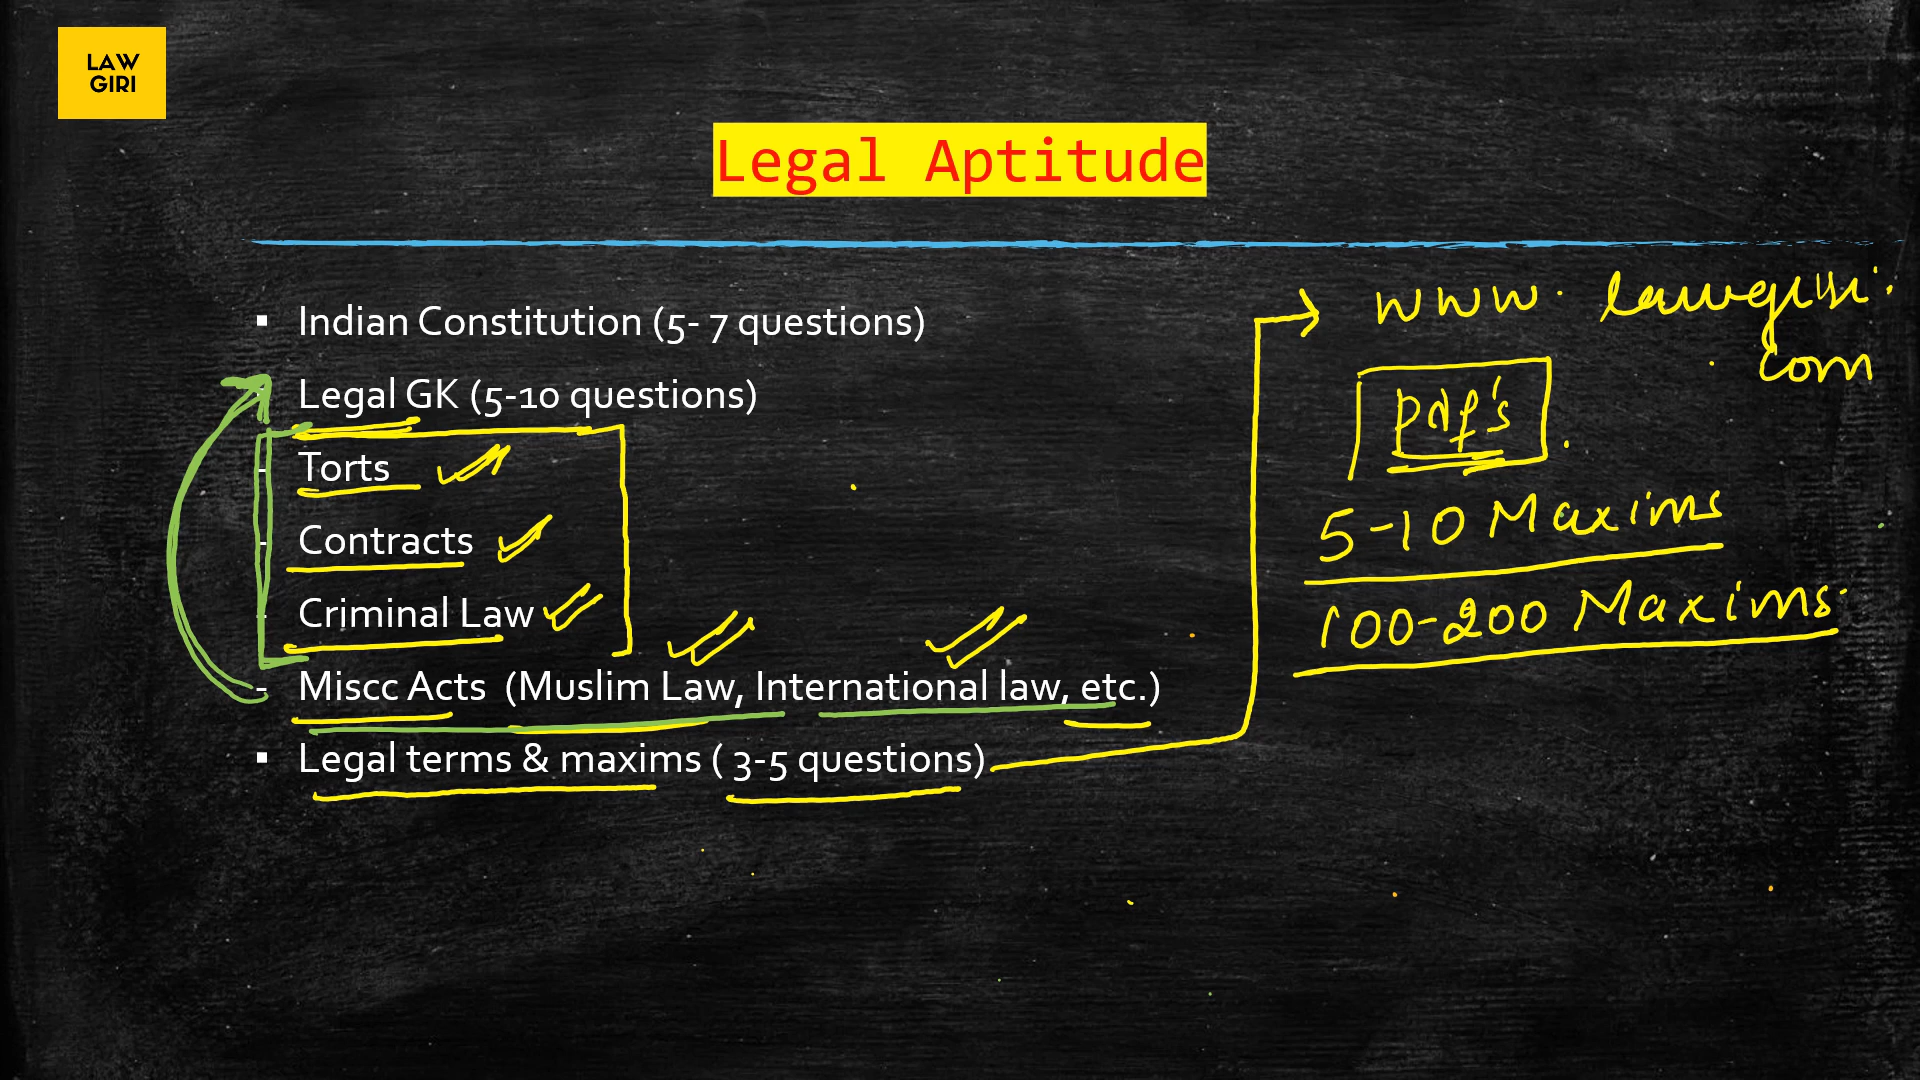 LAW
GIRI
Legal Aptitude
Indian Constitution (5- 7 questions)
Legal GK (5-10 questions)
- Torts
- Contracts
- Criminal Law
- Miscc Acts (Muslim Law, International law, etc.)
Legal terms & maxims ( 3-5 questions)
www. lawgiri.
com
pdf's
5-10 Maxims
100-200 Maxims.